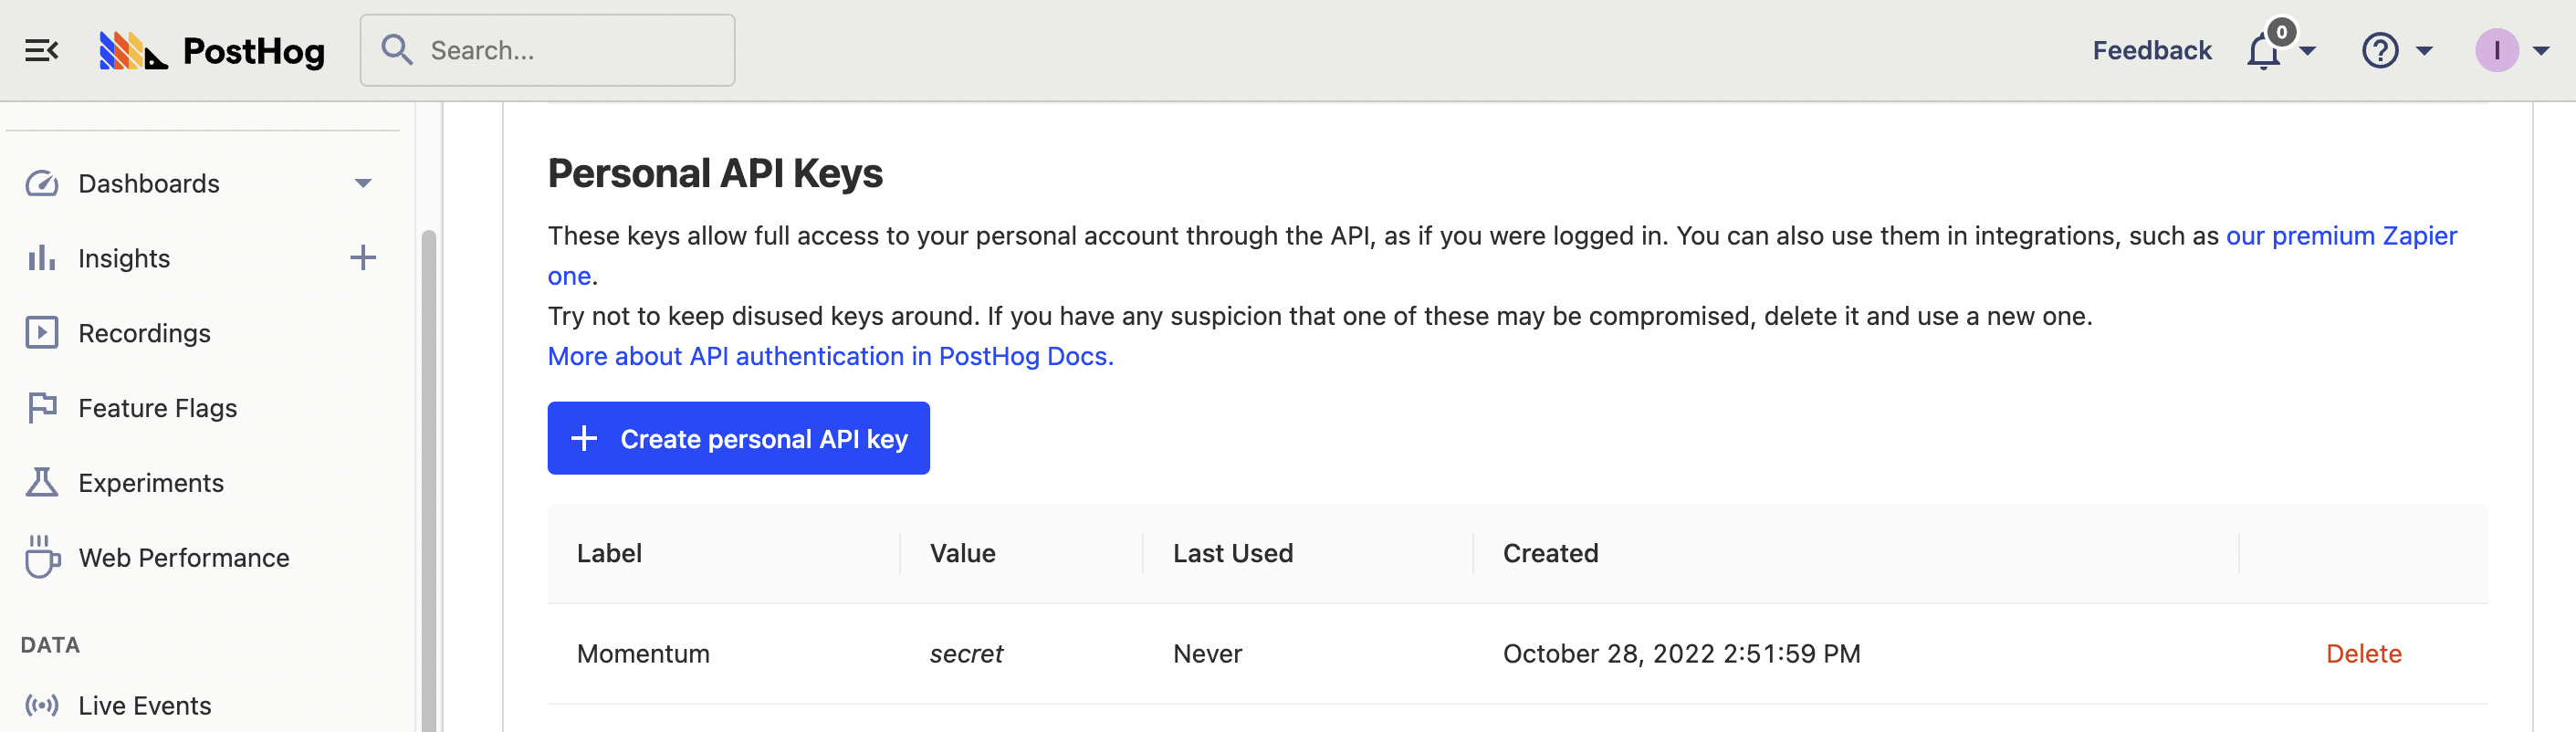 PostHog
Search...
Feedback
0
I
Dashboards
Insights
Recordings
Feature Flags
Experiments
Web Performance
DATA
Live Events
Personal API Keys
These keys allow full access to your personal account through the API, as if you were logged in. You can also use them in integrations, such as our premium Zapier
one.
Try not to keep disused keys around. If you have any suspicion that one of these may be compromised, delete it and use a new one.
More about API authentication in PostHog Docs.
Create personal API key
Label Value Last Used Created
Momentum secret Never October 28, 2022 2:51:59 PM Delete